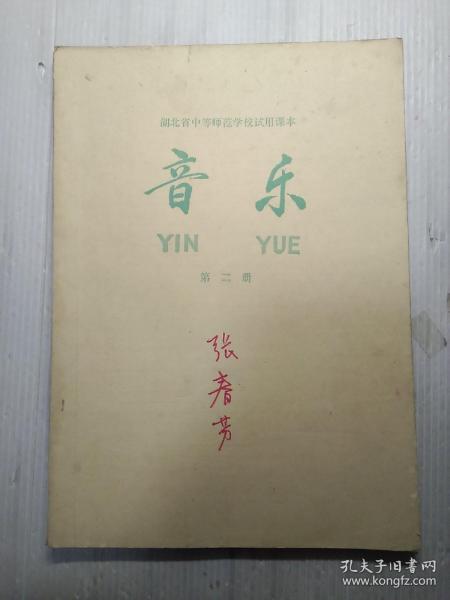 湖北省中等师范学校试用课本
音乐
YIN YUE
第二册
张春芳
孔夫子旧书网
www.kongfz.com